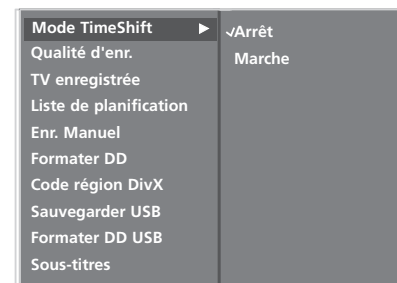 Mode TimeShift
Qualité d'enr.
TV enregistrée
Liste de planification
Enr. Manuel
Formater DD
Code région DivX
Sauvegarder USB
Formater DD USB
Sous-titres
Arrêt
Marche